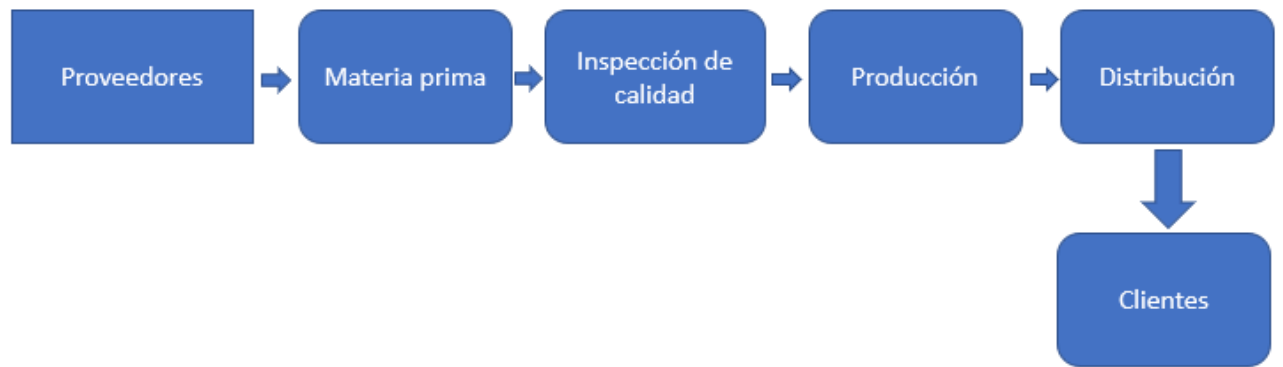 Proveedores
Materia prima
Inspección de
calidad
Producción
Distribución
Clientes